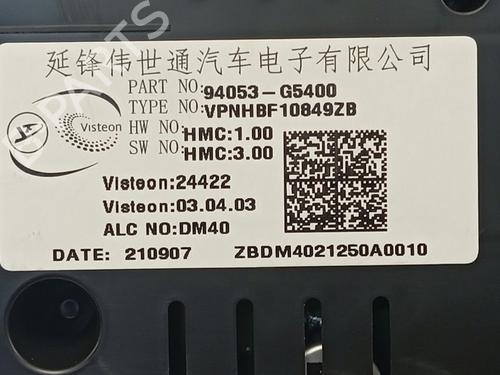 延锋伟世通汽车电子有限公司
PART NO: 94053-G5400
TYPE NO: VPNHBF10849ZB
HW NO: HMC:1.00
SW NO: HMC:3.00
A
Visteon
Visteon:24422
Visteon:03.04.03
ALC NO:DM40
DATE: 210907 ZBDM4021250A0010